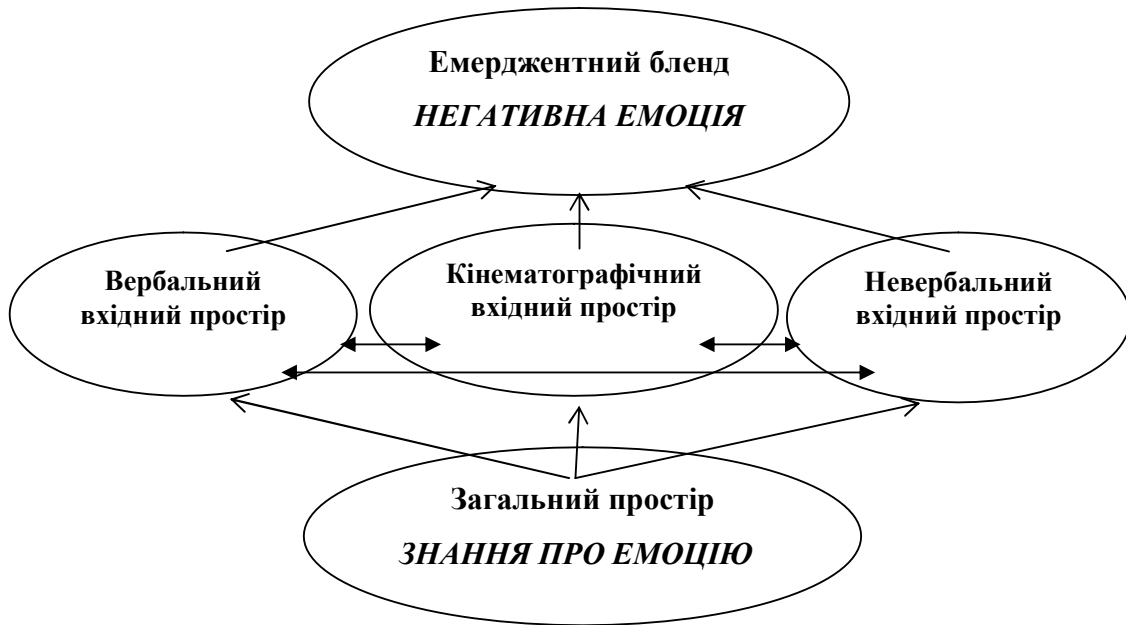 Емерджентний бленд
НЕГАТИВНА ЕМОЦІЯ
Вербальний
вхідний простір
Кінематографічний
вхідний простір
Невербальний
вхідний простір
Загальний простір
ЗНАННЯ ПРО ЕМОЦІЮ